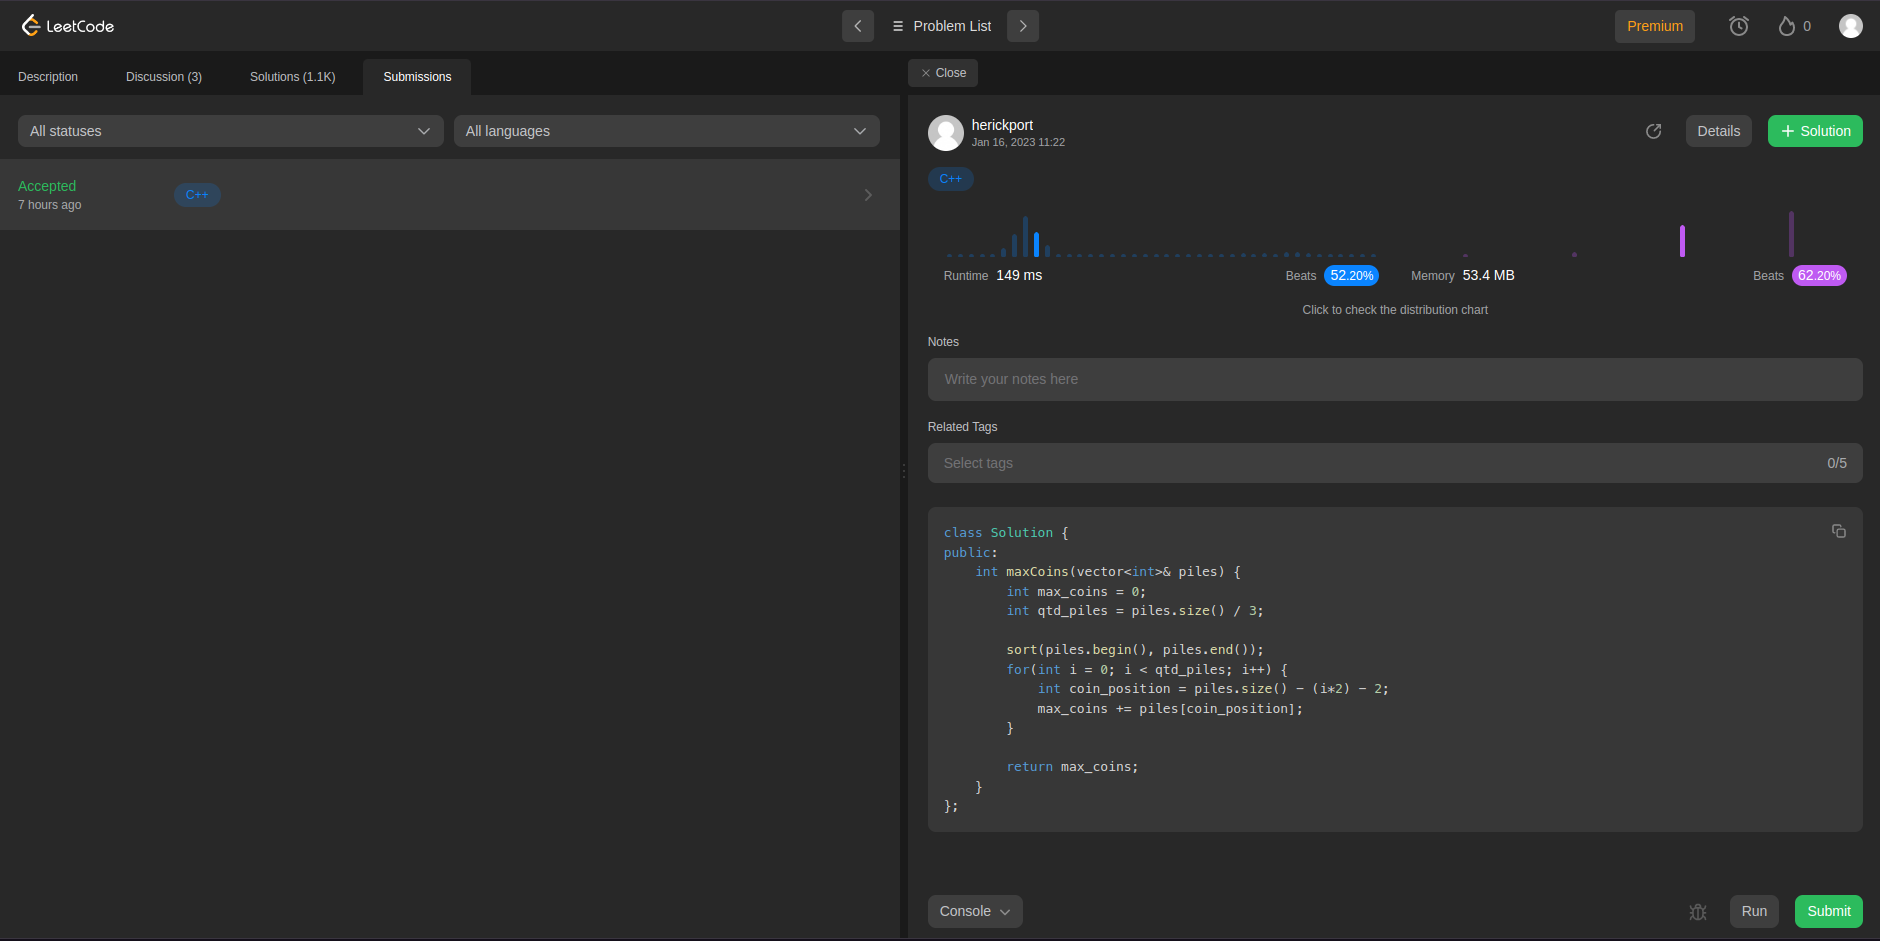 LeetCode
Problem List
Premium
0
Description
Discussion (3)
Solutions (1.1K)
Submissions
Close
All statuses
All languages
Accepted
7 hours ago
C++
herickport
Jan 16, 2023 11:22
Details
Solution
C++
Runtime 149 ms
Beats 52.20%
Memory 53.4 MB
Beats 62.20%
Click to check the distribution chart
Notes
Write your notes here
Related Tags
Select tags
0/5
class Solution {
public:
    int maxCoins(vector<int>& piles) {
        int max_coins = 0;
        int qtd_piles = piles.size() / 3;

        sort(piles.begin(), piles.end());
        for(int i = 0; i < qtd_piles; i++) {
            int coin_position = piles.size() - (i*2) - 2;
            max_coins += piles[coin_position];
        }

        return max_coins;
    }
};
Console
Run
Submit